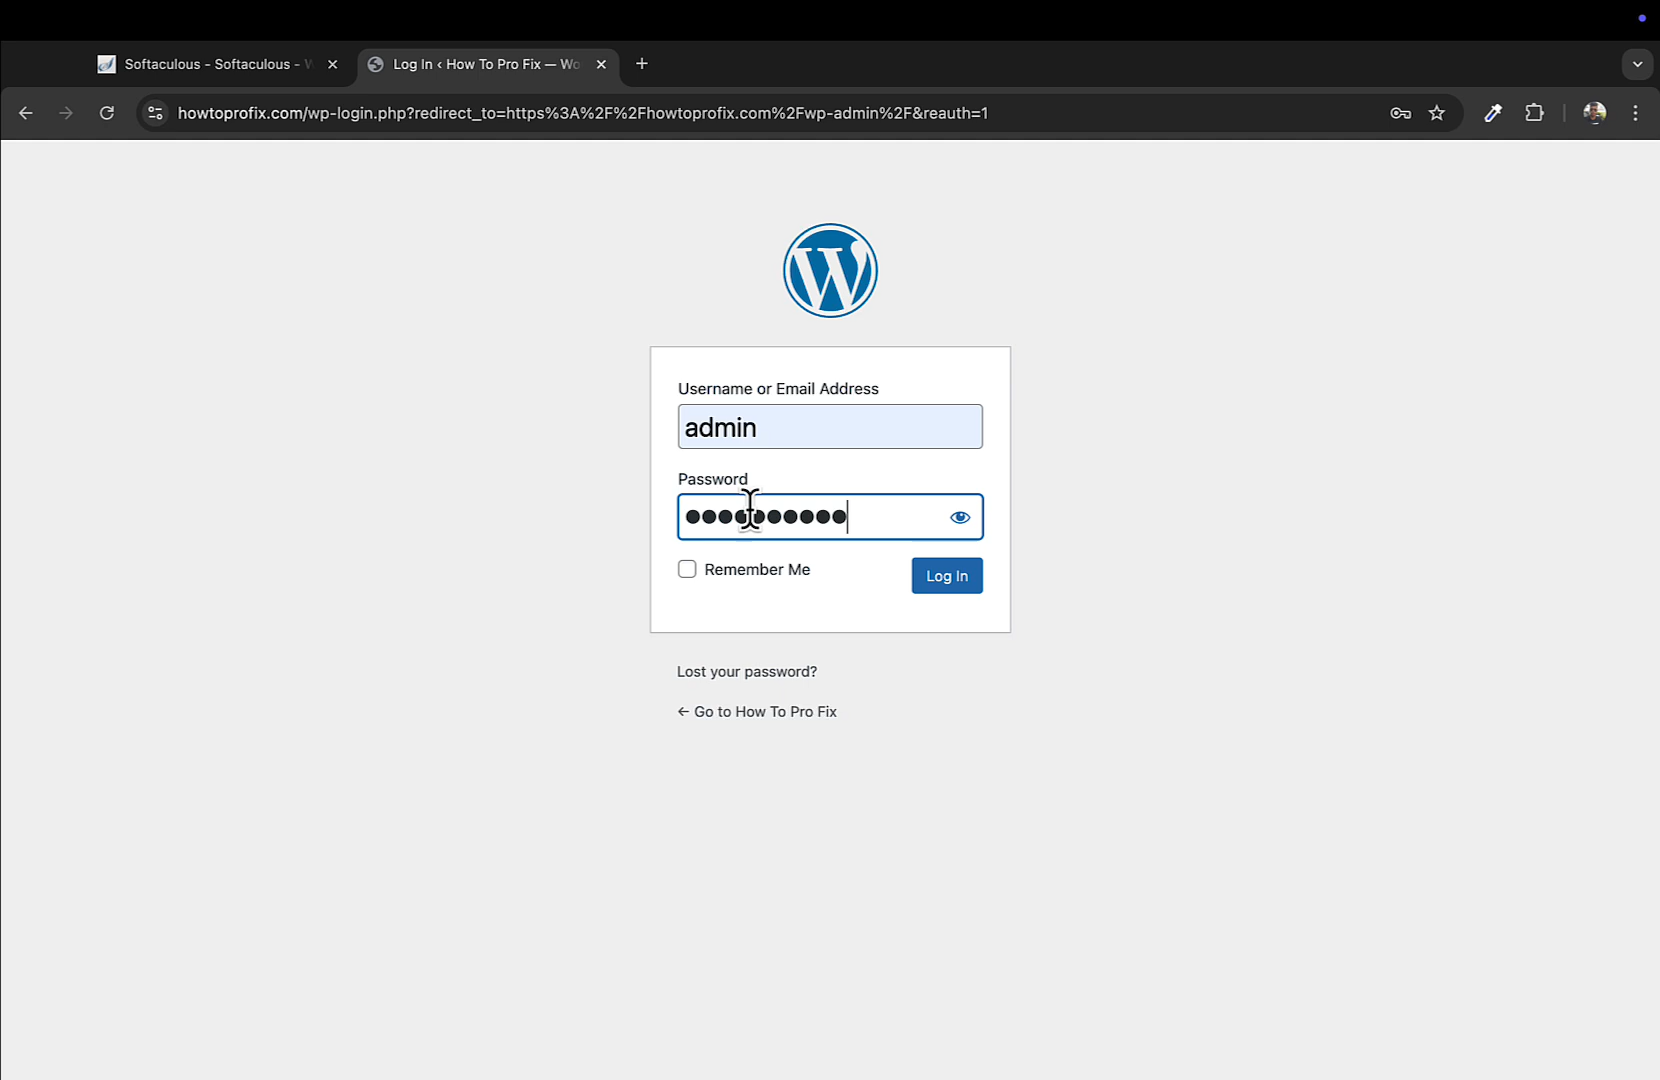 Softaculous - Softaculous - W
Log In ‹ How To Pro Fix — Wo
howtoprofix.com/wp-login.php?redirect_to=https%3A%2F%2Fhowtoprofix.com%2Fwp-admin%2F&reauth=1
Username or Email Address
admin
Password
●●●●●●●●●●
Remember Me
Log In
Lost your password?
← Go to How To Pro Fix